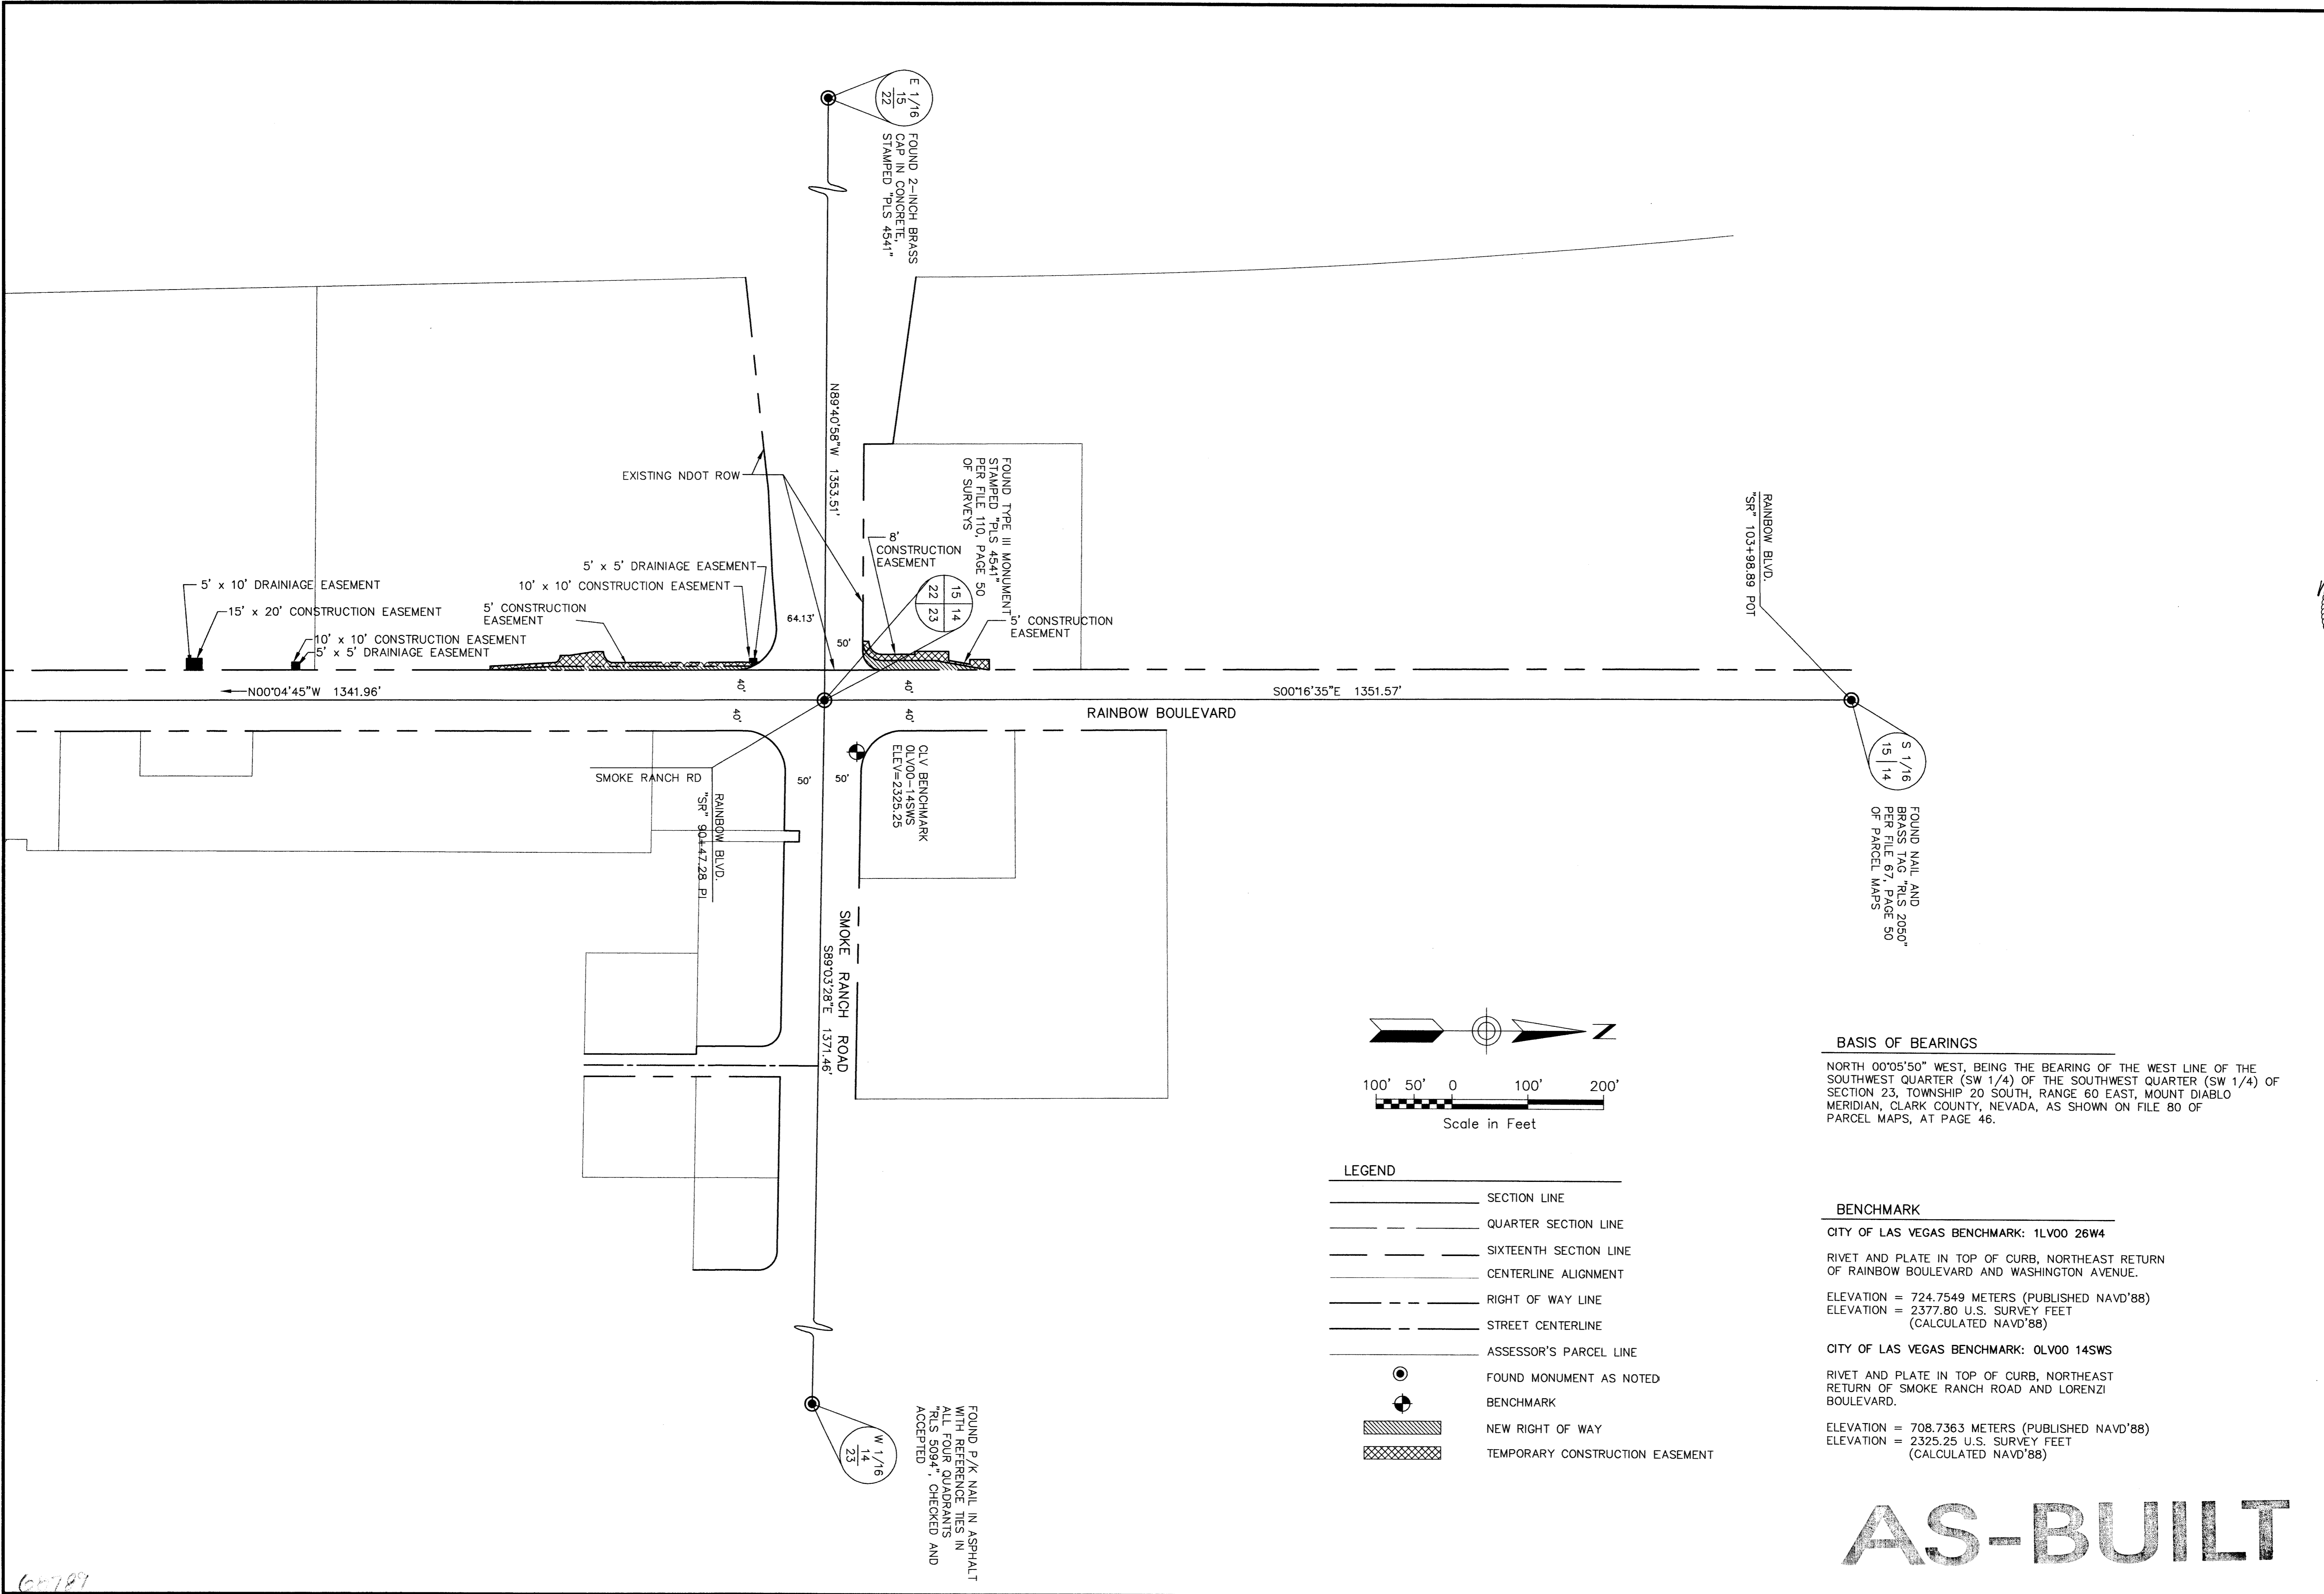 E 1/16
15
22
FOUND 2-INCH BRASS
CAP IN CONCRETE,
STAMPED "PLS 4541"
N89°40'58"W 1353.51'
EXISTING NDOT ROW
FOUND TYPE III MONUMENT
STAMPED "PLS 4541"
PER FILE 110, PAGE 50
OF SURVEYS
8'
CONSTRUCTION
EASEMENT
15 14
22 23
5' CONSTRUCTION
EASEMENT
5' x 5' DRAINIAGE EASEMENT
10' x 10' CONSTRUCTION EASEMENT
5' CONSTRUCTION
EASEMENT
5' x 10' DRAINIAGE EASEMENT
15' x 20' CONSTRUCTION EASEMENT
10' x 10' CONSTRUCTION EASEMENT
5' x 5' DRAINIAGE EASEMENT
64.13'
50'
RAINBOW BLVD.
"SR" 103+98.89 POT
N00°04'45"W 1341.96'
40'
40'
S00°16'35"E 1351.57'
40'
40'
RAINBOW BOULEVARD
S 1/16
15 14
FOUND NAIL AND
BRASS TAG "RLS 2050"
PER FILE 67, PAGE 50
OF PARCEL MAPS
CLV BENCHMARK
0LV00-14SWS
ELEV=2325.25
SMOKE RANCH RD
50'
50'
RAINBOW BLVD.
"SR" 90+47.28 PI
SMOKE RANCH ROAD
S89°03'28"E 1371.46'
W 1/16
14
23
FOUND P/K NAIL IN ASPHALT
WITH REFERENCE TIES IN
ALL FOUR QUADRANTS
"RLS 5094", CHECKED AND
ACCEPTED
Z
100' 50' 0 100' 200'
Scale in Feet
LEGEND
SECTION LINE
QUARTER SECTION LINE
SIXTEENTH SECTION LINE
CENTERLINE ALIGNMENT
RIGHT OF WAY LINE
STREET CENTERLINE
ASSESSOR'S PARCEL LINE
FOUND MONUMENT AS NOTED
BENCHMARK
NEW RIGHT OF WAY
TEMPORARY CONSTRUCTION EASEMENT
BASIS OF BEARINGS
NORTH 00°05'50" WEST, BEING THE BEARING OF THE WEST LINE OF THE
SOUTHWEST QUARTER (SW 1/4) OF THE SOUTHWEST QUARTER (SW 1/4) OF
SECTION 23, TOWNSHIP 20 SOUTH, RANGE 60 EAST, MOUNT DIABLO
MERIDIAN, CLARK COUNTY, NEVADA, AS SHOWN ON FILE 80 OF
PARCEL MAPS, AT PAGE 46.
BENCHMARK
CITY OF LAS VEGAS BENCHMARK: 1LV00 26W4
RIVET AND PLATE IN TOP OF CURB, NORTHEAST RETURN
OF RAINBOW BOULEVARD AND WASHINGTON AVENUE.
ELEVATION = 724.7549 METERS (PUBLISHED NAVD'88)
ELEVATION = 2377.80 U.S. SURVEY FEET
(CALCULATED NAVD'88)
CITY OF LAS VEGAS BENCHMARK: 0LV00 14SWS
RIVET AND PLATE IN TOP OF CURB, NORTHEAST
RETURN OF SMOKE RANCH ROAD AND LORENZI
BOULEVARD.
ELEVATION = 708.7363 METERS (PUBLISHED NAVD'88)
ELEVATION = 2325.25 U.S. SURVEY FEET
(CALCULATED NAVD'88)
AS-BUILT